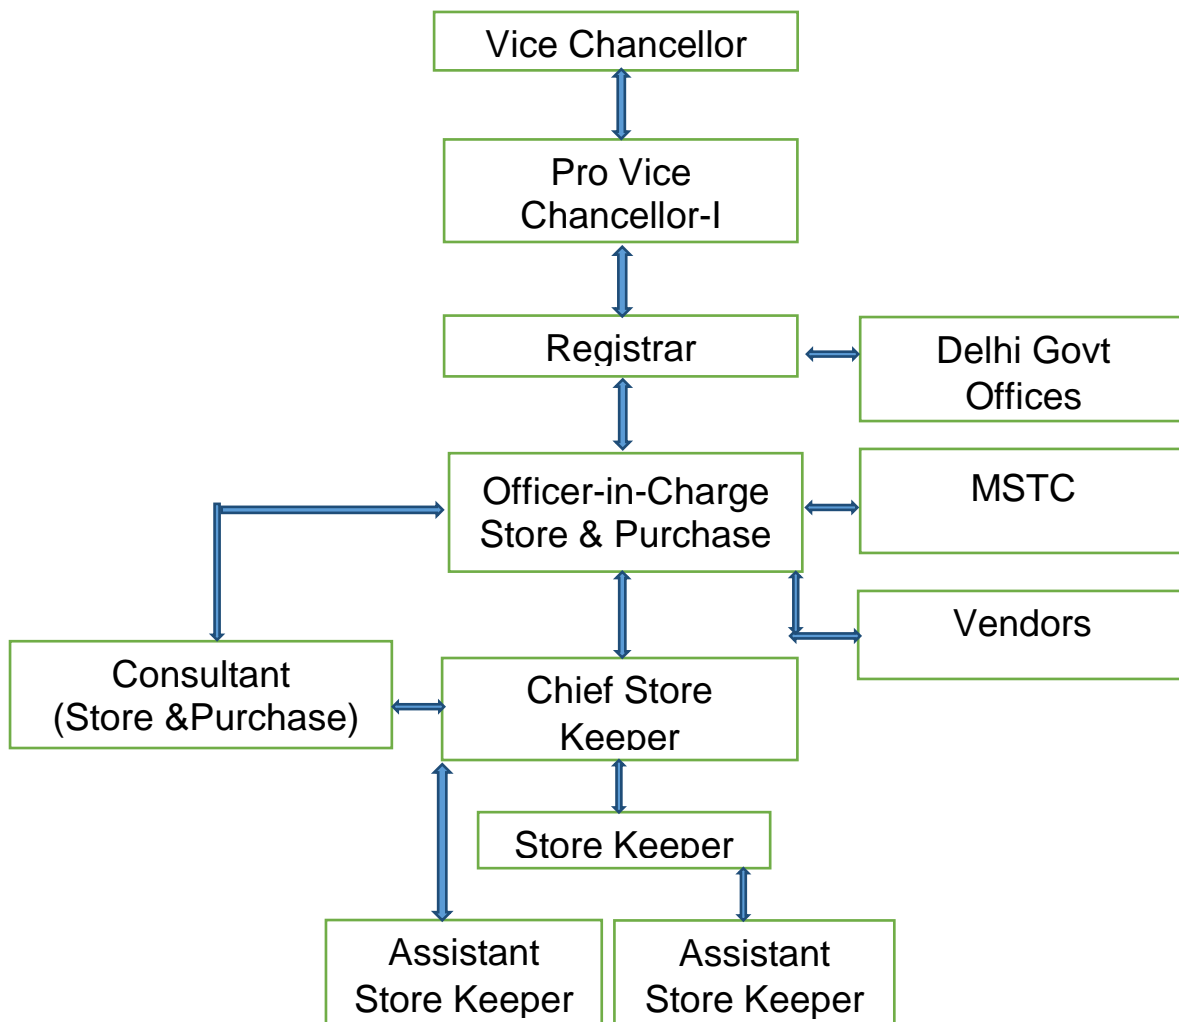 Vice Chancellor
Pro Vice
Chancellor-I
Registrar
Delhi Govt
Offices
Officer-in-Charge
Store & Purchase
MSTC
Vendors
Consultant
(Store &Purchase)
Chief Store
Keeper
Store Keeper
Assistant
Store Keeper
Assistant
Store Keeper